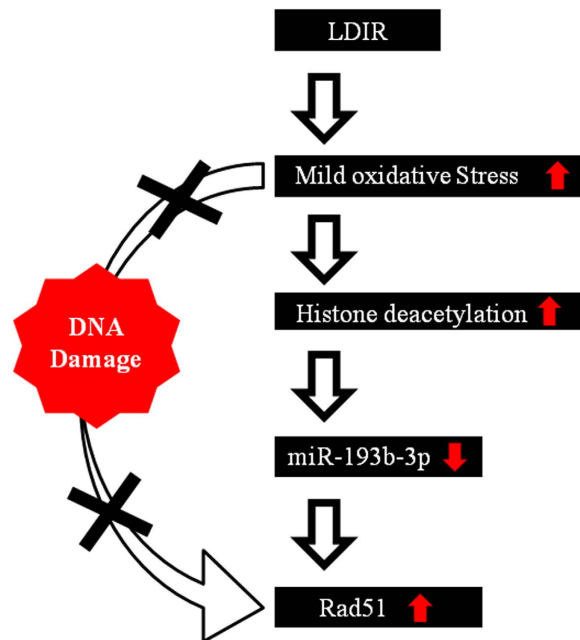 LDIR
Mild oxidative Stress
Histone deacetylation
DNA
Damage
miR-193b-3p
Rad51